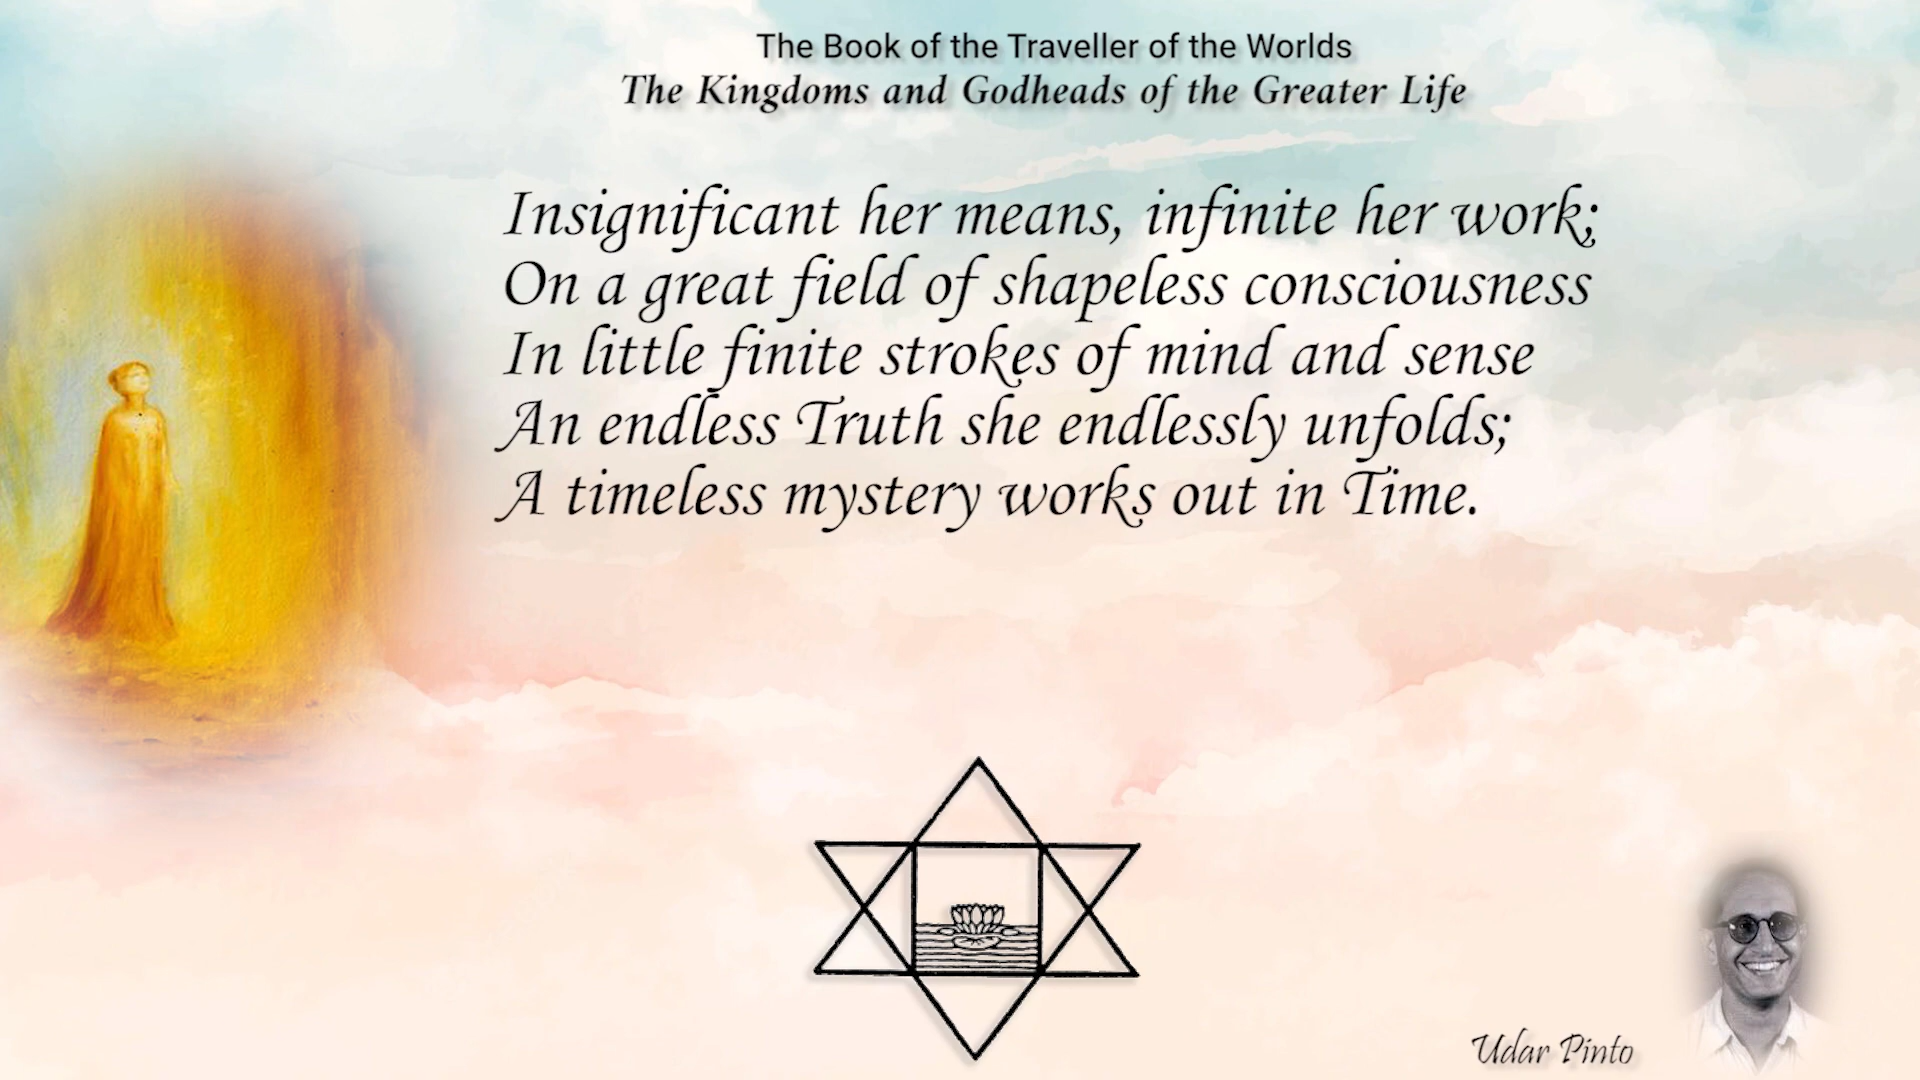 The Book of the Traveller of the Worlds
The Kingdoms and Godheads of the Greater Life
Insignificant her means, infinite her work;
On a great field of shapeless consciousness
In little finite strokes of mind and sense
An endless Truth she endlessly unfolds;
A timeless mystery works out in Time.
Udar Pinto